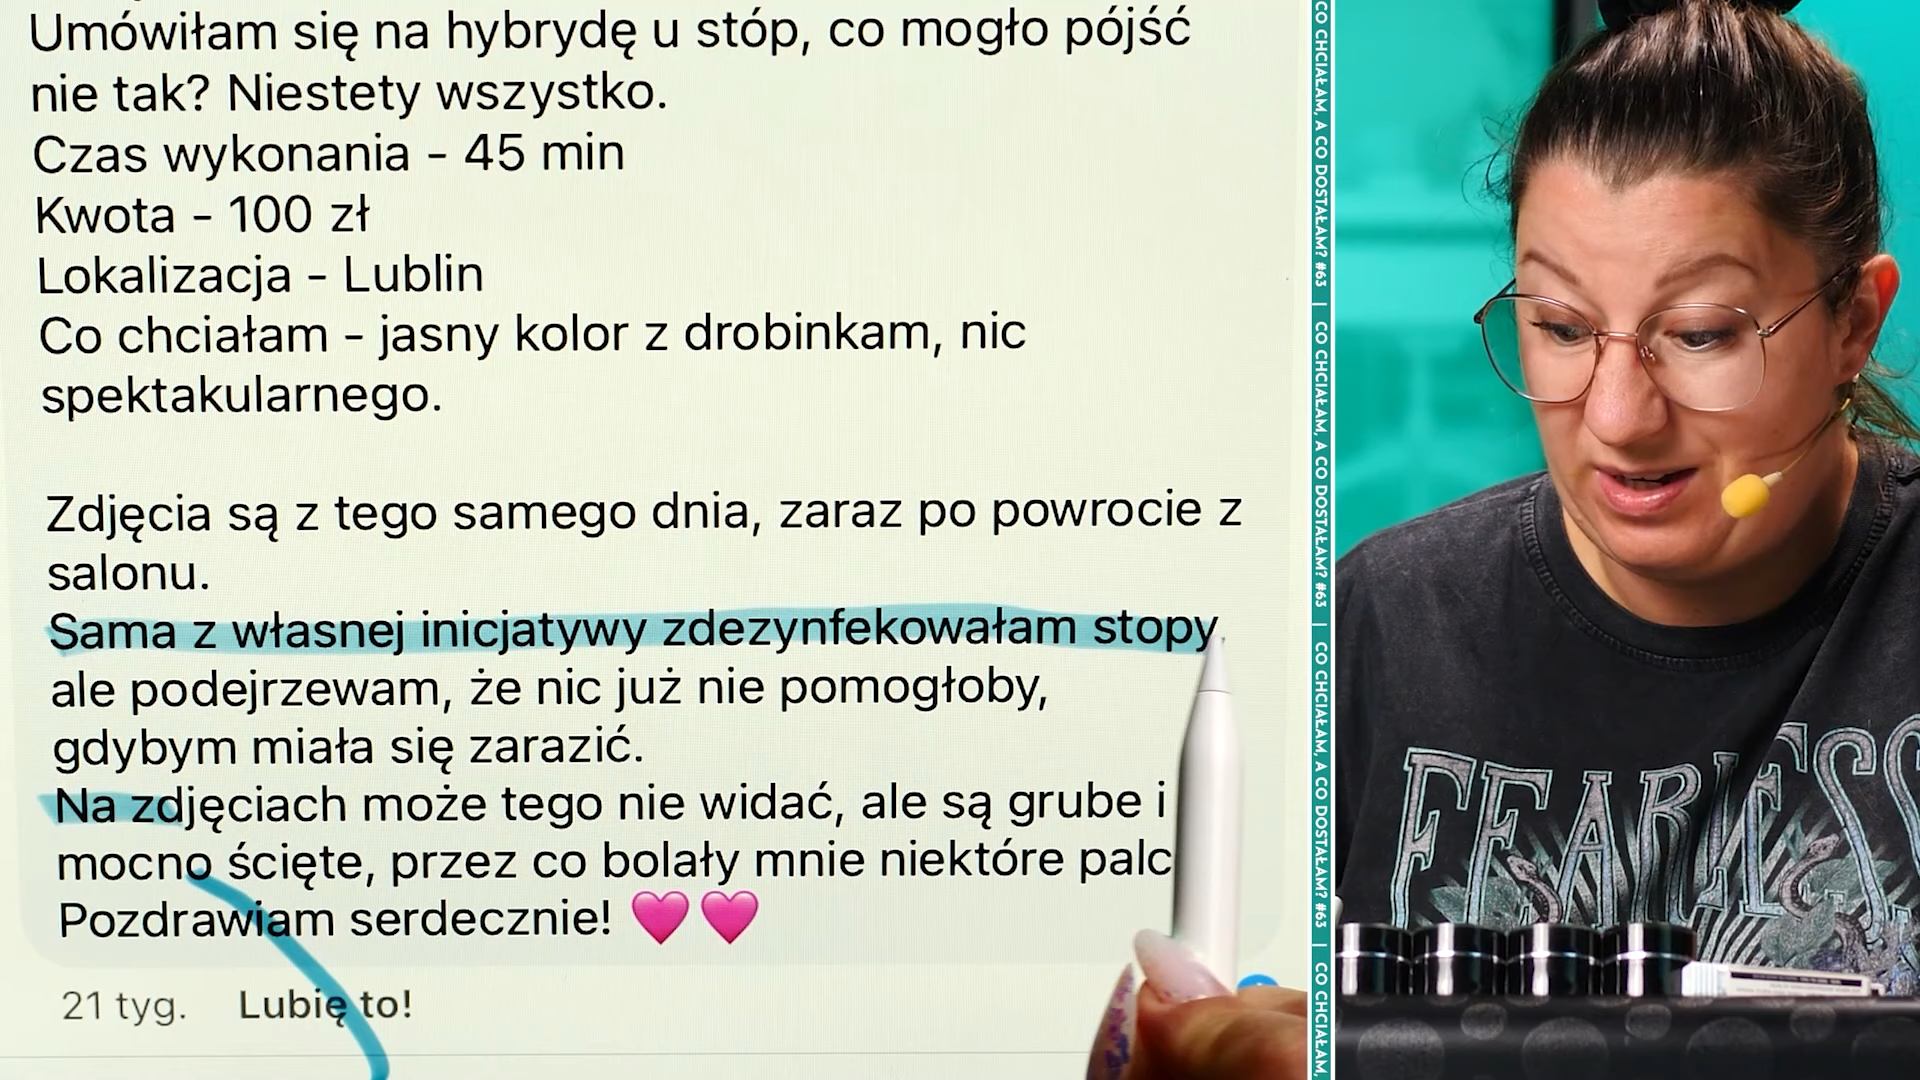 Umówiłam się na hybrydę u stóp, co mogło pójść
nie tak? Niestety wszystko.
Czas wykonania - 45 min
Kwota - 100 zł
Lokalizacja - Lublin
Co chciałam - jasny kolor z drobinkam, nic
spektakularnego.
Zdjęcia są z tego samego dnia, zaraz po powrocie z
salonu.
Sama z własnej inicjatywy zdezynfekowałam stopy
ale podejrzewam, że nic już nie pomogłoby,
gdybym miała się zarazić.
Na zdjęciach może tego nie widać, ale są grube i
mocno ścięte, przez co bolały mnie niektóre palc
Pozdrawiam serdecznie! 💗💗
21 tyg. Lubię to!
CO CHCIAŁAM, A CO DOSTAŁAM? #63 | CO CHCIAŁAM, A CO DOSTAŁAM? #63 | CO CHCIAŁAM, A CO DOSTAŁAM? #63 | CO CHCIAŁAM,
FEARLESS